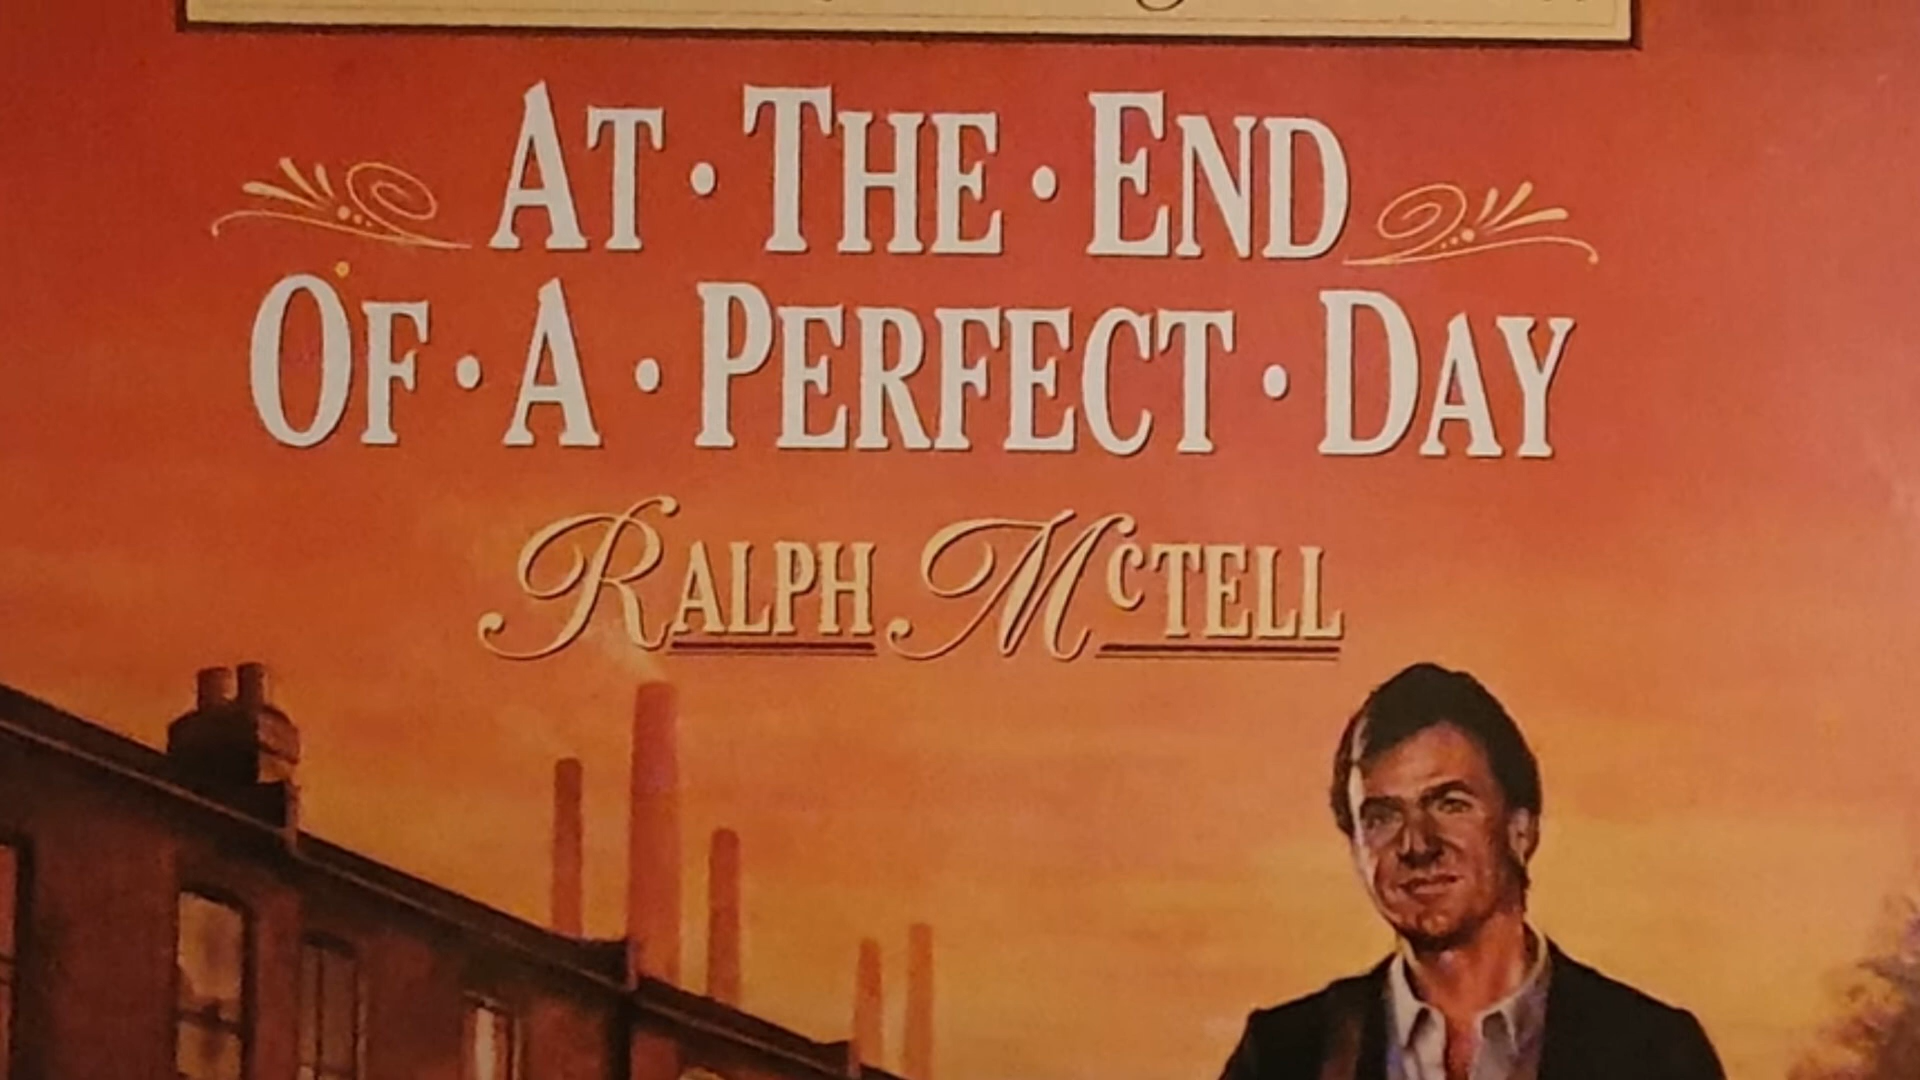 AT · THE · END
OF · A · PERFECT · DAY
RALPH McTELL